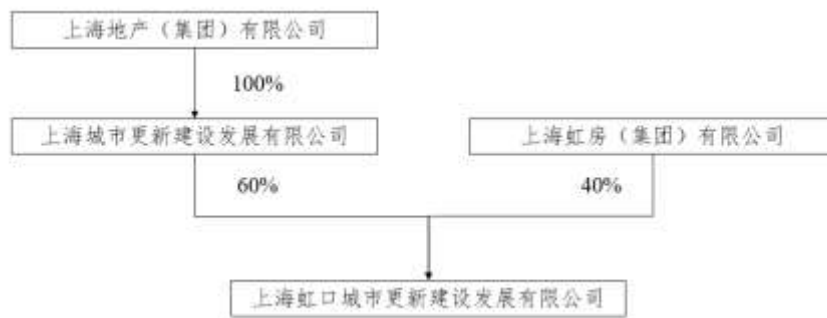 上海地产（集团）有限公司
100%
上海城市更新建设发展有限公司
上海虹房（集团）有限公司
60%
40%
上海虹口城市更新建设发展有限公司